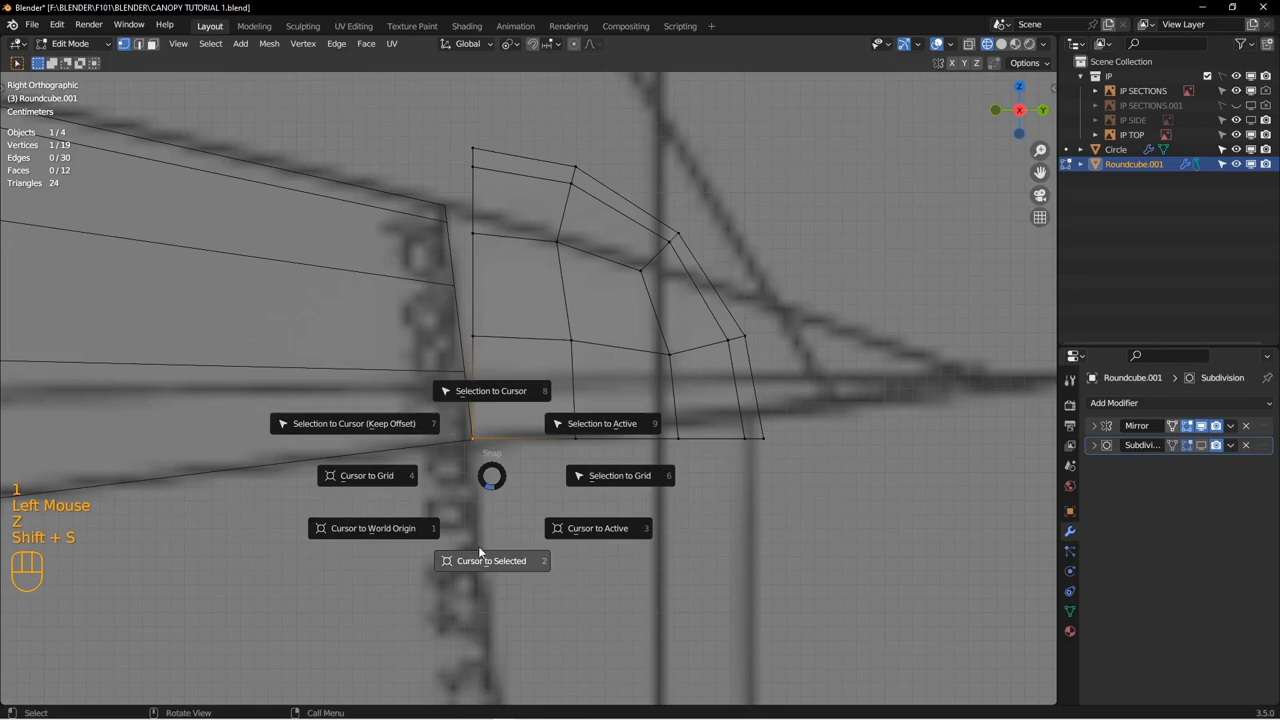 Blender* [F:\BLENDER\F101\BLENDER\CANOPY TUTORIAL 1.blend]
File Edit Render Window Help Layout Modeling Sculpting UV Editing Texture Paint Shading Animation Rendering Compositing Scripting + Scene View Layer
Edit Mode View Select Add Mesh Vertex Edge Face UV Global
X Y Z Options
Right Orthographic
(3) Roundcube.001
Centimeters
Objects 1/4
Vertices 1/19
Edges 0/30
Faces 0/12
Triangles 24
Z
Y
X
Scene Collection
IP
IP SECTIONS
IP SECTIONS.001
IP SIDE
IP TOP
Circle
Roundcube.001
Selection to Cursor 8
Selection to Cursor (Keep Offset) 7
Selection to Active 9
Snap
Cursor to Grid 4
Selection to Grid 6
Cursor to World Origin 1
Cursor to Active 3
Cursor to Selected 2
Roundcube.001 Subdivision
Add Modifier
Mirror
Subdivi...
1
Left Mouse
Z
Shift + S
Select Rotate View Call Menu 3.5.0